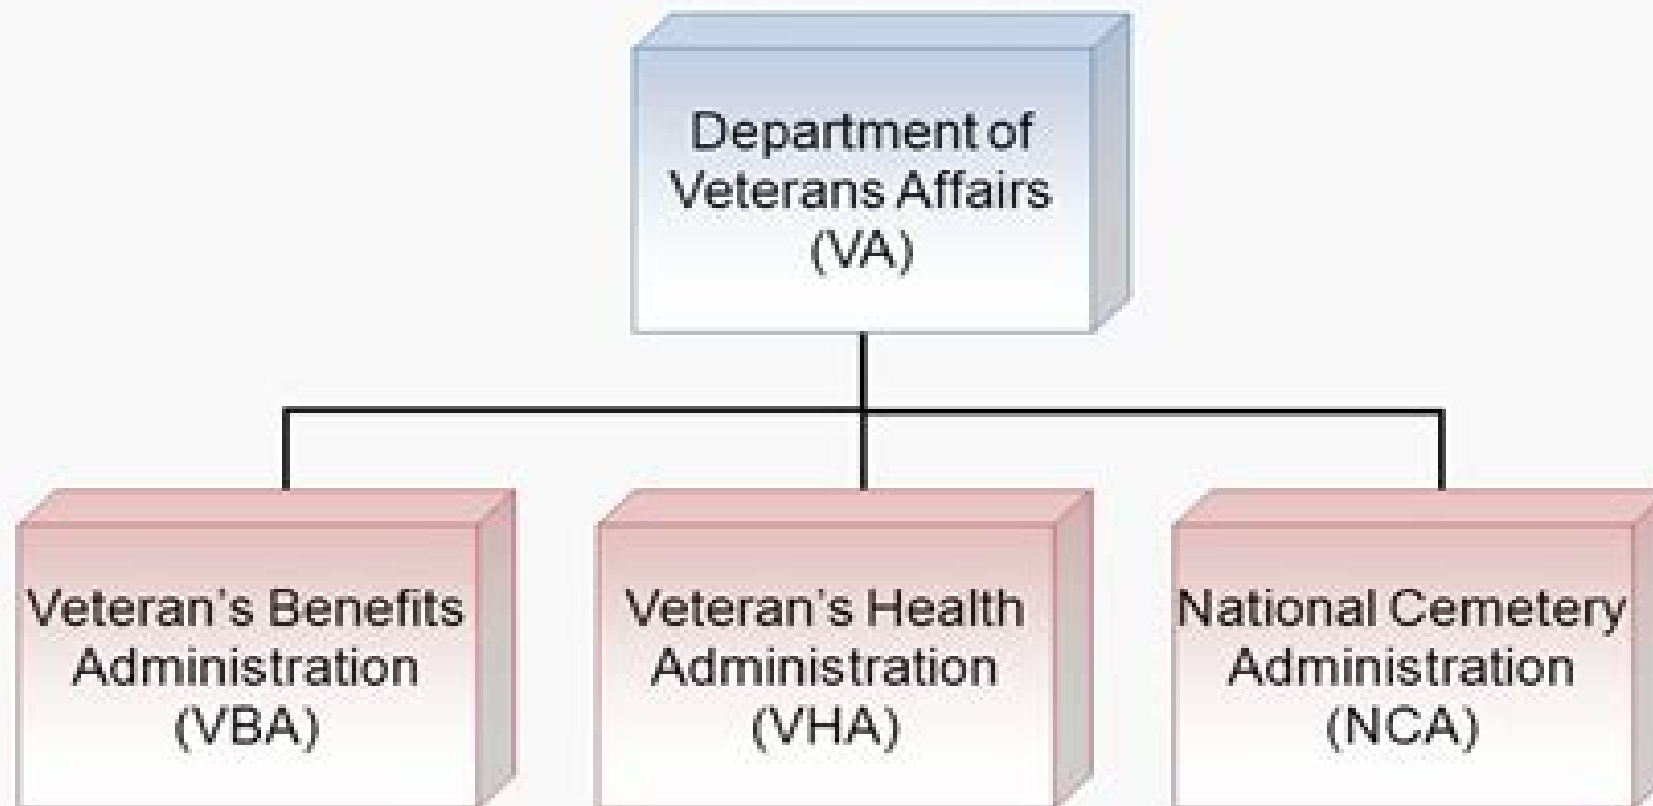 Department of
Veterans Affairs
(VA)
Veteran’s Benefits
Administration
(VBA)
Veteran’s Health
Administration
(VHA)
National Cemetery
Administration
(NCA)